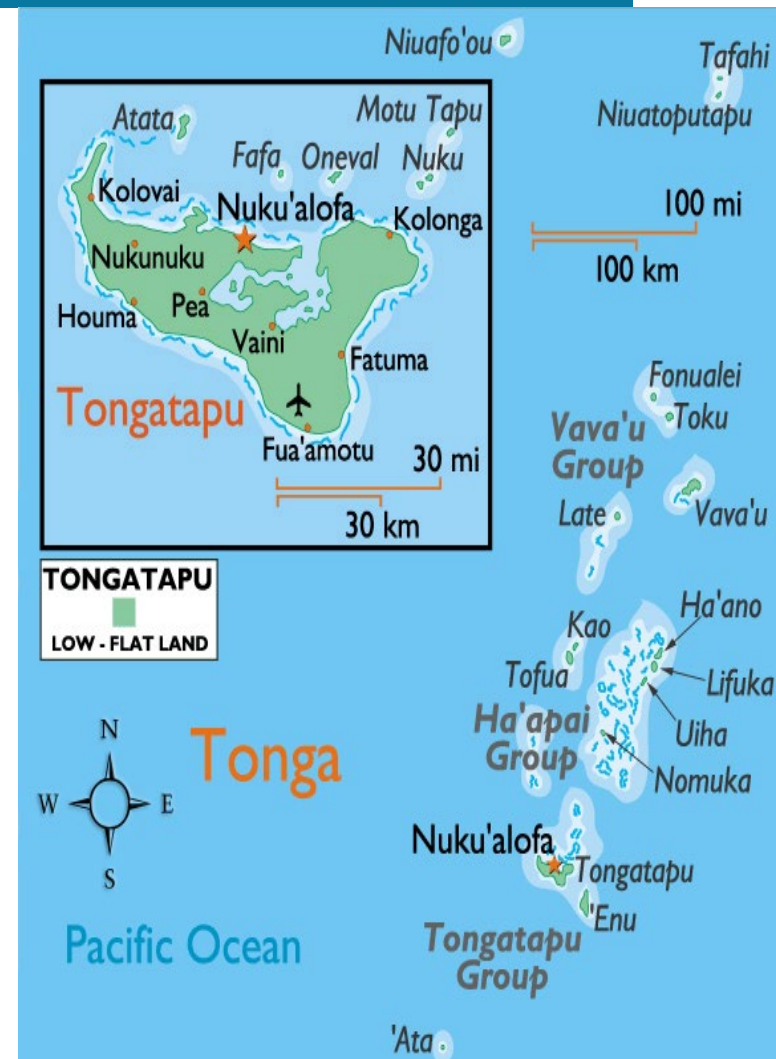 Niuafo'ou
Tafahi
Niuatoputapu
Atata
Motu Tapu
Fafa
Oneval
Nuku
Kolovai
Nuku'alofa
Kolonga
Nukunuku
Pea
Houma
Vaini
Fatuma
Tongatapu
Fua'amotu
30 mi
30 km
100 mi
100 km
Fonualei
Toku
Vava'u
Group
Late
Vava'u
TONGATAPU
LOW - FLAT LAND
Kao
Ha'ano
Tofua
Lifuka
Ha'apai
Group
Uiha
Nomuka
N
W
E
S
Tonga
Nuku'alofa
Tongatapu
'Enu
Pacific Ocean
Tongatapu
Group
'Ata